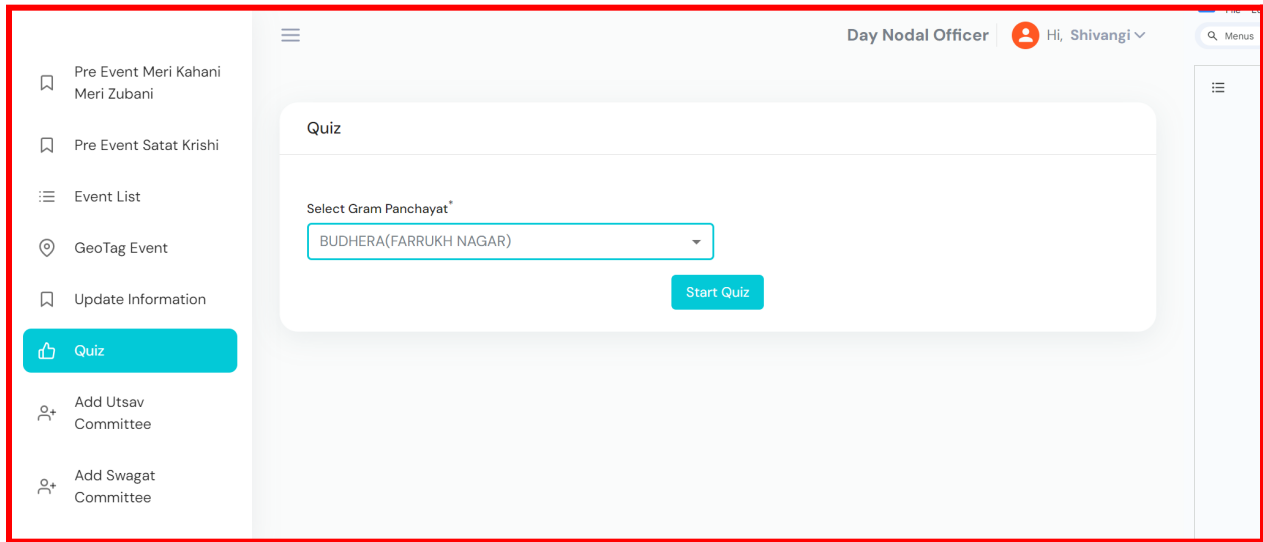 Day Nodal Officer
Hi, Shivangi
Menus
Pre Event Meri Kahani
Meri Zubani
Pre Event Satat Krishi
Event List
GeoTag Event
Update Information
Quiz
Add Utsav
Committee
Add Swagat
Committee
Quiz
Select Gram Panchayat*
BUDHERA(FARRUKH NAGAR)
Start Quiz